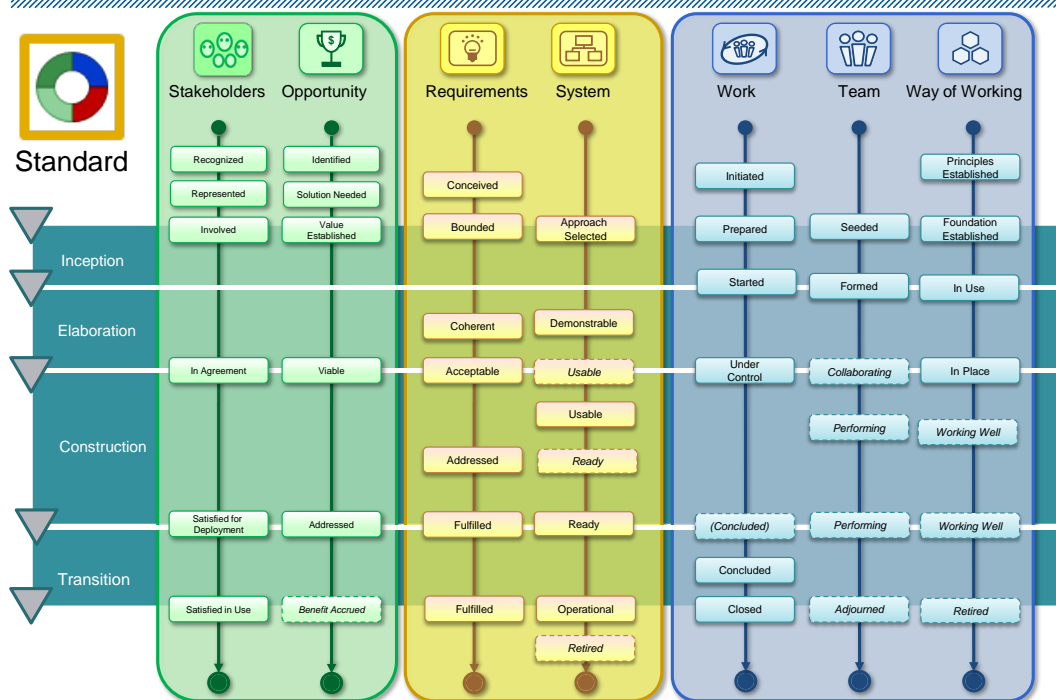 $
Stakeholders
Opportunity
Requirements
System
Work
Team
Way of Working
Standard
Recognized
Identified
Principles
Established
Conceived
Initiated
Represented
Solution Needed
Involved
Value
Established
Bounded
Approach
Selected
Prepared
Seeded
Foundation
Established
Inception
Started
Formed
In Use
Elaboration
Coherent
Demonstrable
In Agreement
Viable
Acceptable
Usable
Under
Control
Collaborating
In Place
Usable
Performing
Working Well
Construction
Addressed
Ready
Satisfied for
Deployment
Addressed
Fulfilled
Ready
(Concluded)
Performing
Working Well
Transition
Concluded
Satisfied in Use
Benefit Accrued
Fulfilled
Operational
Closed
Adjourned
Retired
Retired